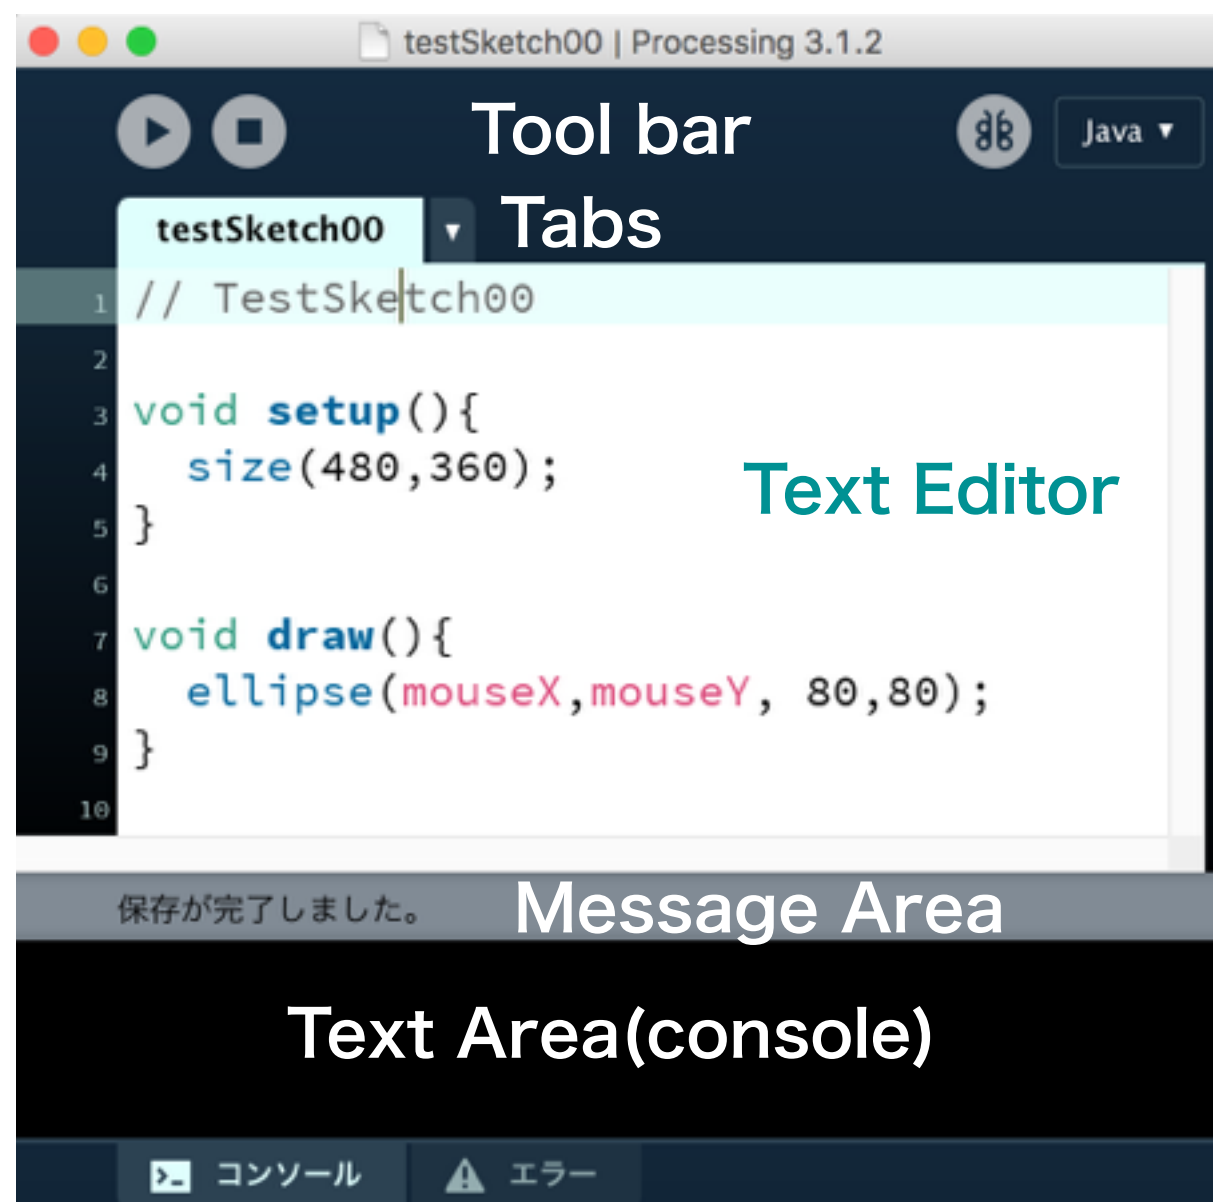 testSketch00 | Processing 3.1.2
Tool bar
Java ▼
testSketch00 ▼
Tabs
1 // TestSketch00
2
3 void setup(){
4   size(480,360);
Text Editor
5 }
6
7 void draw(){
8   ellipse(mouseX,mouseY, 80,80);
9 }
10
保存が完了しました。
Message Area
Text Area(console)
>_ コンソール
エラー